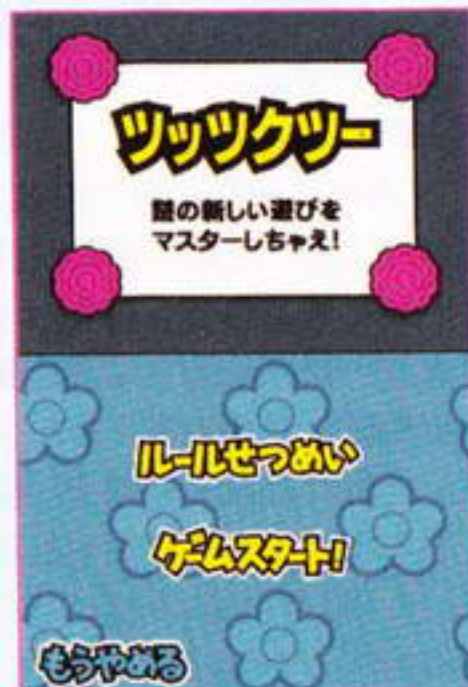 ツッツクツー
謎の新しい遊びを
マスターしちゃえ!
ルールせつめい
ゲームスタート!
もうやめる